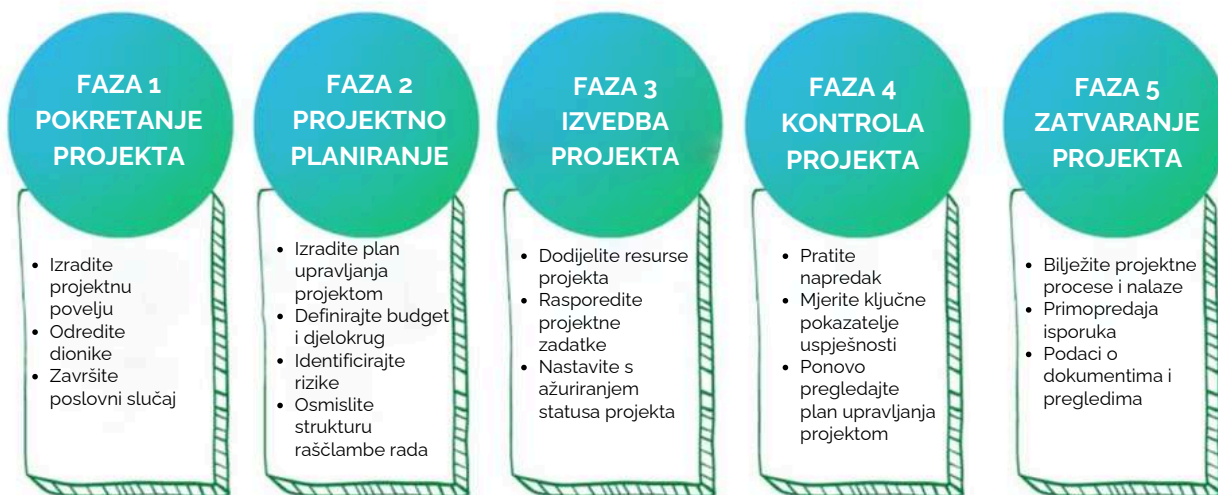 FAZA 1
POKRETANJE
PROJEKTA
• Izradite
projektnu
povelju
• Odredite
dionike
• Završite
poslovni slučaj
FAZA 2
PROJEKTNO
PLANIRANJE
• Izradite plan
upravljanja
projektom
• Definirajte budget
i djelokrug
• Identificirajte
rizike
• Osmislite
strukturu
raščlambe rada
FAZA 3
IZVEDBA
PROJEKTA
• Dodijelite resurse
projekta
• Rasporedite
projektne
zadatke
• Nastavite s
ažuriranjem
statusa projekta
FAZA 4
KONTROLA
PROJEKTA
• Pratite
napredak
• Mjerite ključne
pokazatelje
uspješnosti
• Ponovo
pregledajte
plan upravljanja
projektom
FAZA 5
ZATVARANJE
PROJEKTA
• Bilježite projektne
procese i nalaze
• Primopredaja
isporuka
• Podaci o
dokumentima i
pregledima